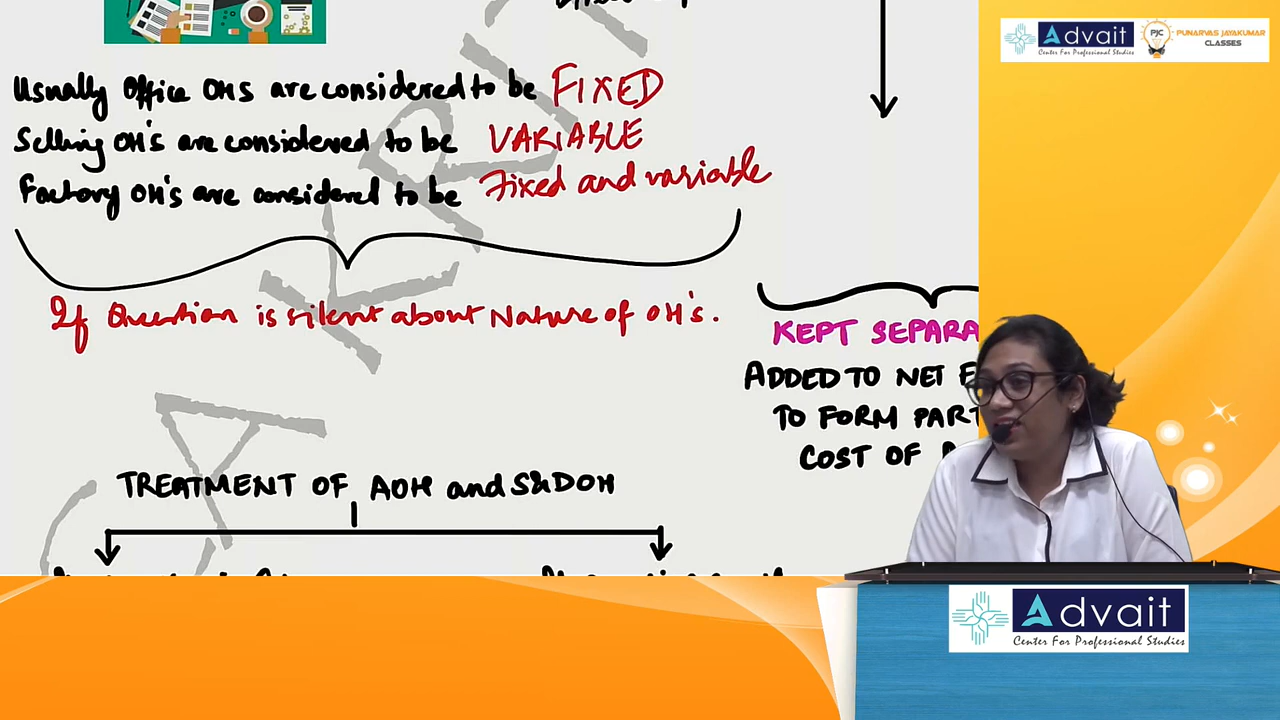 Usually Office OHS are considered to be FIXED
Selling OH'S are considered to be VARIABLE
Factory OH'S are considered to be Fixed and variable
If Question is silent about Nature of OH's.
KEPT SEPARA
ADDED TO NET F
TO FORM PART
COST OF
TREATMENT OF AOH and S&DOH
Advait
Center For Professional Studies
PJC
PUNARVAS JAYAKUMAR
CLASSES
Advait
Center For Professional Studies